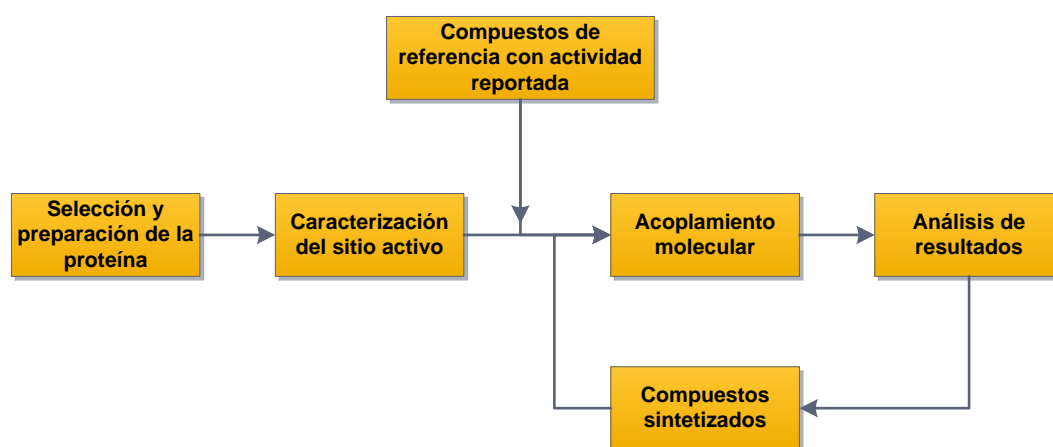 Compuestos de
referencia con actividad
reportada
Selección y
preparación de la
proteína
Caracterización
del sitio activo
Acoplamiento
molecular
Análisis de
resultados
Compuestos
sintetizados